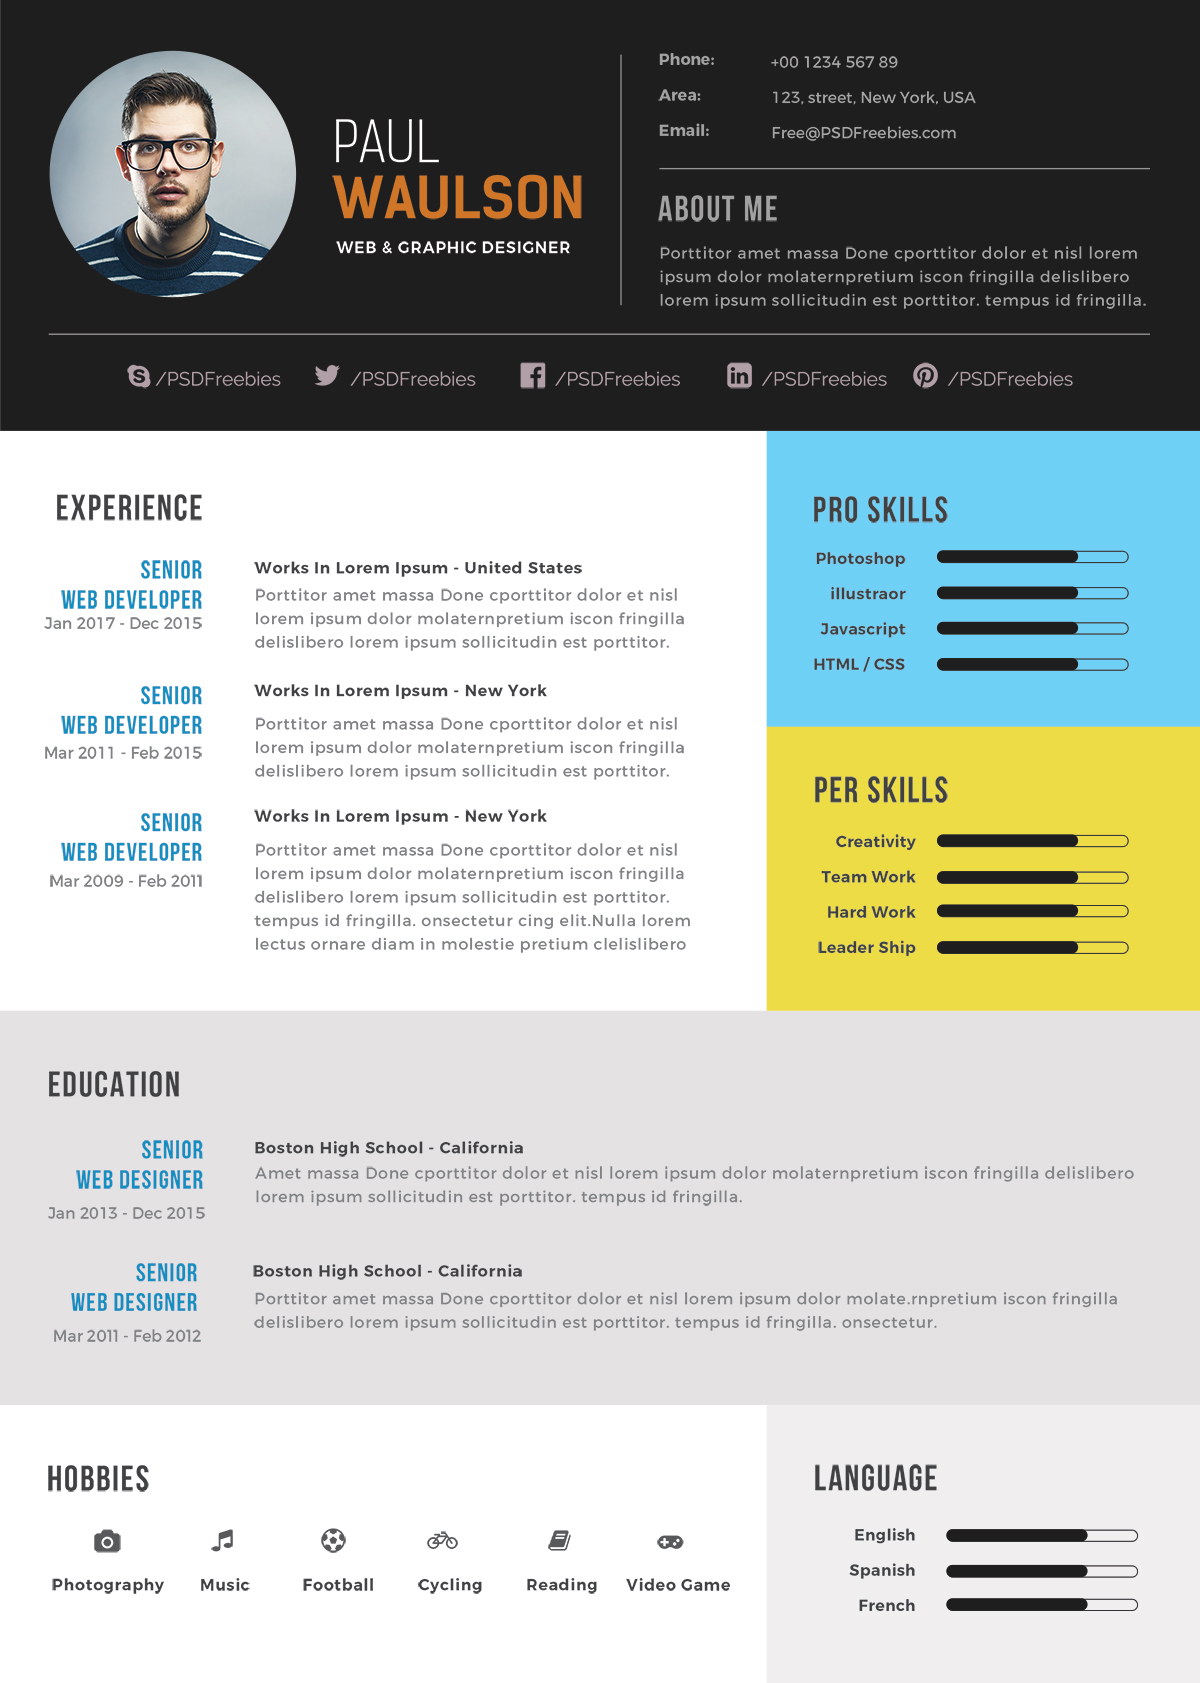 PAUL
WAULSON
WEB & GRAPHIC DESIGNER
Phone: +00 1234 567 89
Area: 123, street, New York, USA
Email: Free@PSDFreebies.com
ABOUT ME
Porttitor amet massa Done cporttitor dolor et nisl lorem
ipsum dolor molaternpretium iscon fringilla delislibero
lorem ipsum sollicitudin est porttitor. tempus id fringilla.
/PSDFreebies /PSDFreebies /PSDFreebies /PSDFreebies /PSDFreebies
EXPERIENCE
SENIOR
WEB DEVELOPER
Jan 2017 - Dec 2015
Works In Lorem Ipsum - United States
Porttitor amet massa Done cporttitor dolor et nisl
lorem ipsum dolor molaternpretium iscon fringilla
delislibero lorem ipsum sollicitudin est porttitor.
SENIOR
WEB DEVELOPER
Mar 2011 - Feb 2015
Works In Lorem Ipsum - New York
Porttitor amet massa Done cporttitor dolor et nisl
lorem ipsum dolor molaternpretium iscon fringilla
delislibero lorem ipsum sollicitudin est porttitor.
SENIOR
WEB DEVELOPER
Mar 2009 - Feb 2011
Works In Lorem Ipsum - New York
Porttitor amet massa Done cporttitor dolor et nisl
lorem ipsum dolor molaternpretium iscon fringilla
delislibero lorem ipsum sollicitudin est porttitor.
tempus id fringilla. onsectetur cing elit.Nulla lorem
lectus ornare diam in molestie pretium clelislibero
PRO SKILLS
Photoshop
illustraor
Javascript
HTML / CSS
PER SKILLS
Creativity
Team Work
Hard Work
Leader Ship
EDUCATION
SENIOR
WEB DESIGNER
Jan 2013 - Dec 2015
Boston High School - California
Amet massa Done cporttitor dolor et nisl lorem ipsum dolor molaternpretium iscon fringilla delislibero
lorem ipsum sollicitudin est porttitor. tempus id fringilla.
SENIOR
WEB DESIGNER
Mar 2011 - Feb 2012
Boston High School - California
Porttitor amet massa Done cporttitor dolor et nisl lorem ipsum dolor molate.rnpretium iscon fringilla
delislibero lorem ipsum sollicitudin est porttitor. tempus id fringilla. onsectetur.
HOBBIES
Photography Music Football Cycling Reading Video Game
LANGUAGE
English
Spanish
French